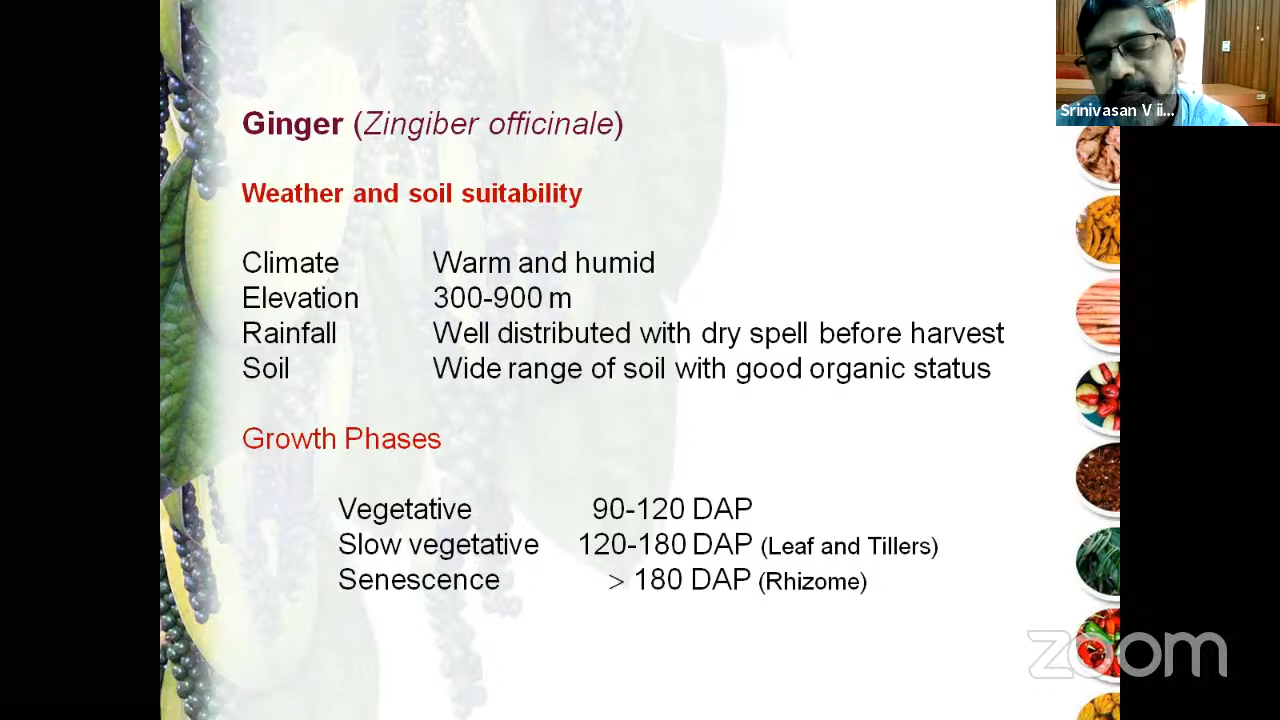 Srinivasan V ii...
Ginger (Zingiber officinale)
Weather and soil suitability
Climate Warm and humid
Elevation 300-900 m
Rainfall Well distributed with dry spell before harvest
Soil Wide range of soil with good organic status
Growth Phases
Vegetative 90-120 DAP
Slow vegetative 120-180 DAP (Leaf and Tillers)
Senescence > 180 DAP (Rhizome)
zoom